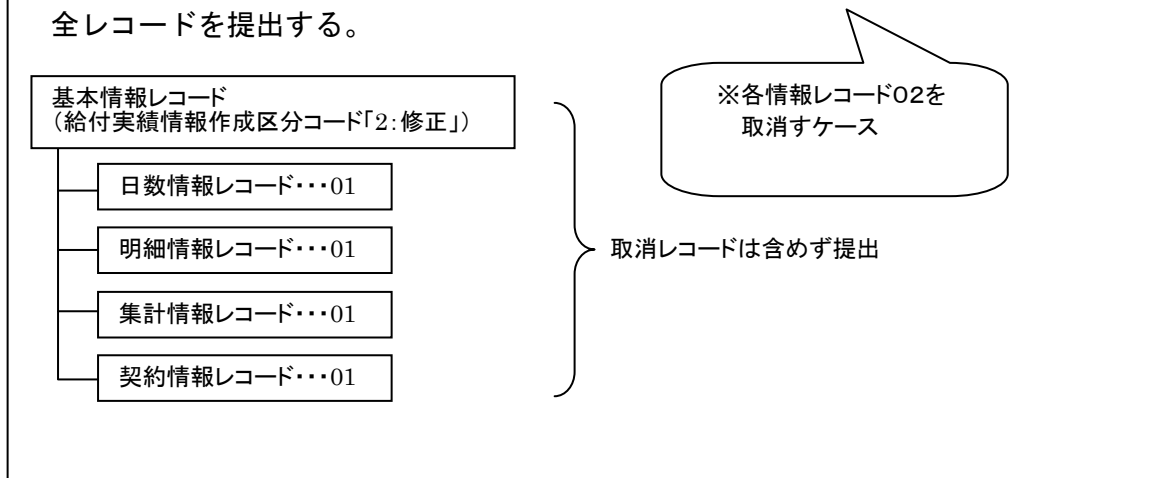 全レコードを提出する。
※各情報レコード02を
取消すケース
基本情報レコード
（給付実績情報作成区分コード「2:修正」）
日数情報レコード･･･01
明細情報レコード･･･01
取消レコードは含めず提出
集計情報レコード･･･01
契約情報レコード･･･01